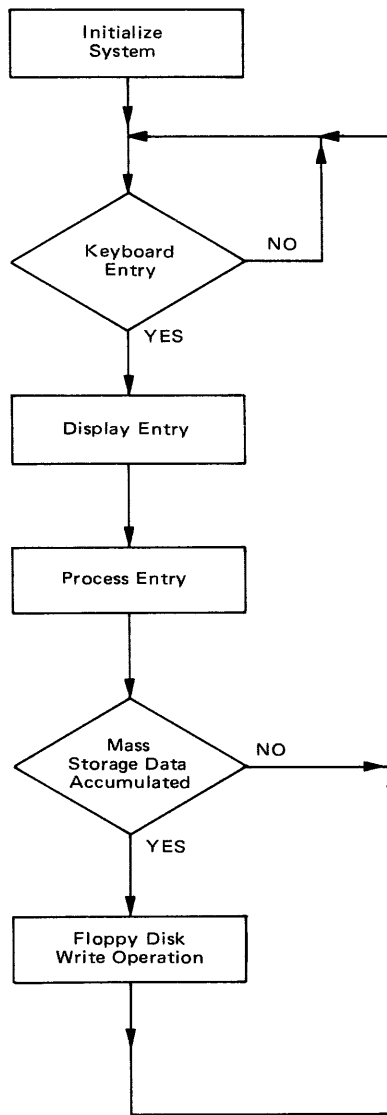 Initialize
System
Keyboard
Entry
NO
YES
Display Entry
Process Entry
Mass
Storage Data
Accumulated
NO
YES
Floppy Disk
Write Operation